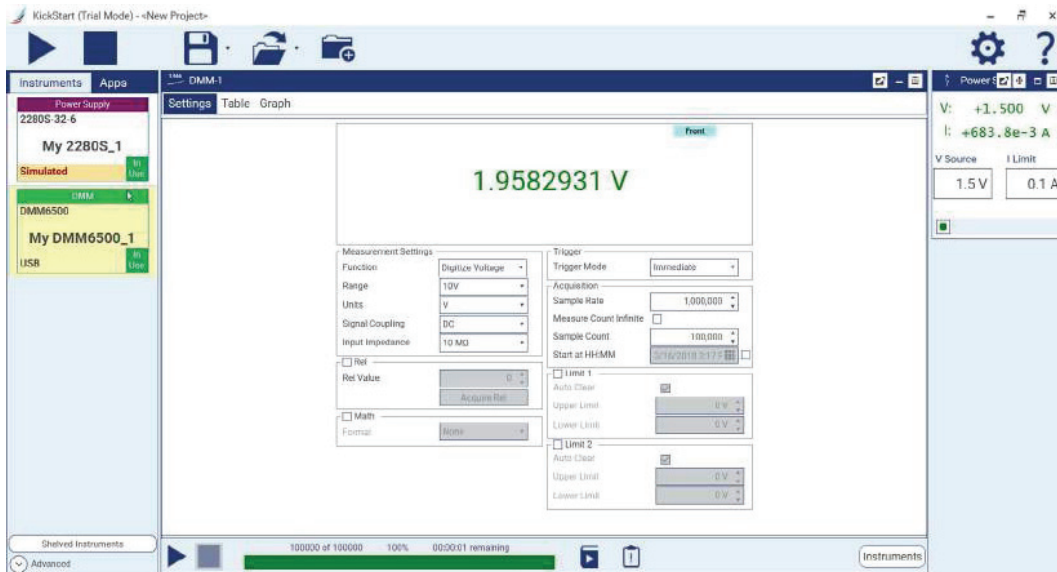 KickStart (Trial Mode) - <New Project>
Instruments Apps
Power Supply
2280S-32-6
My 2280S_1
Simulated
In Use
DMM
DMM6500
My DMM6500_1
USB
In Use
Shelved Instruments
Advanced
DMM-1
Settings Table Graph
Front
1.9582931 V
Measurement Settings
Function Digitize Voltage
Range 10V
Units V
Signal Coupling DC
Input Impedance 10 MΩ
Rel
Rel Value 0
Acquire Rel
Math
Format None
Trigger
Trigger Mode Immediate
Acquisition
Sample Rate 1,000,000
Measure Count Infinite
Sample Count 100,000
Start at HH:MM
Limit 1
Auto Clear
Upper Limit 0 V
Lower Limit 0 V
Limit 2
Auto Clear
Upper Limit 0 V
Lower Limit 0 V
100000 of 100000 - 100% 00:00:01 remaining
Instruments
Power S
V: +1.500 V
I: +683.8e-3 A
V Source I Limit
1.5 V 0.1 A